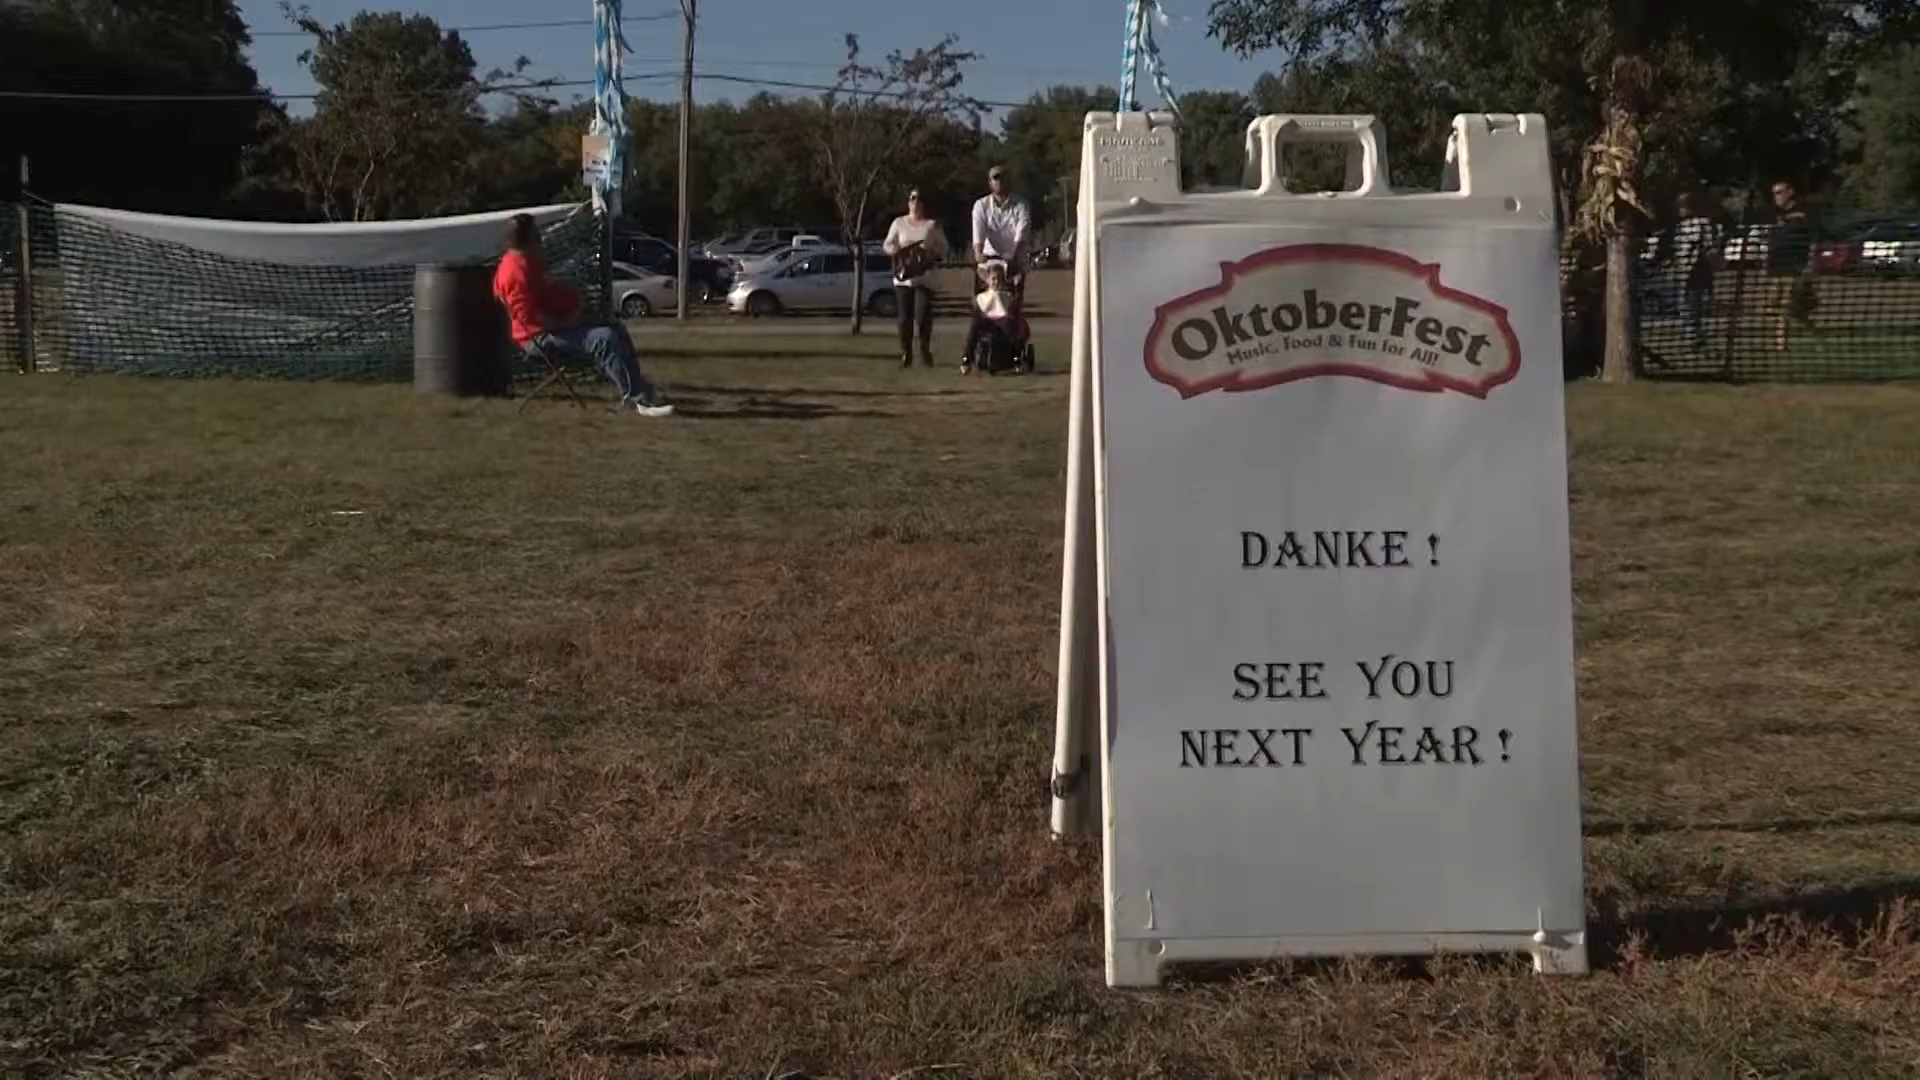 OktoberFest
Music, Food & Fun for All!
DANKE !
SEE YOU
NEXT YEAR !